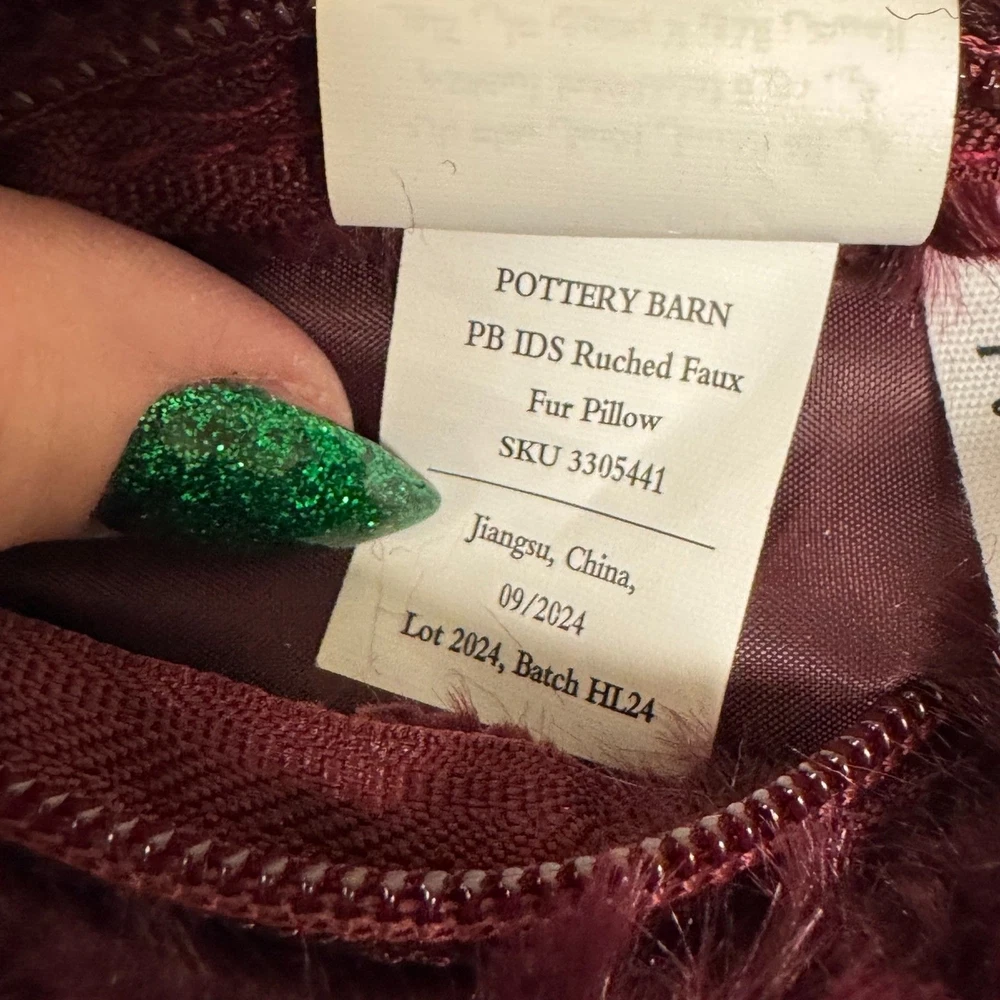 POTTERY BARN
PB IDS Ruched Faux
Fur Pillow
SKU 3305441
Jiangsu, China,
09/2024
Lot 2024, Batch HL24